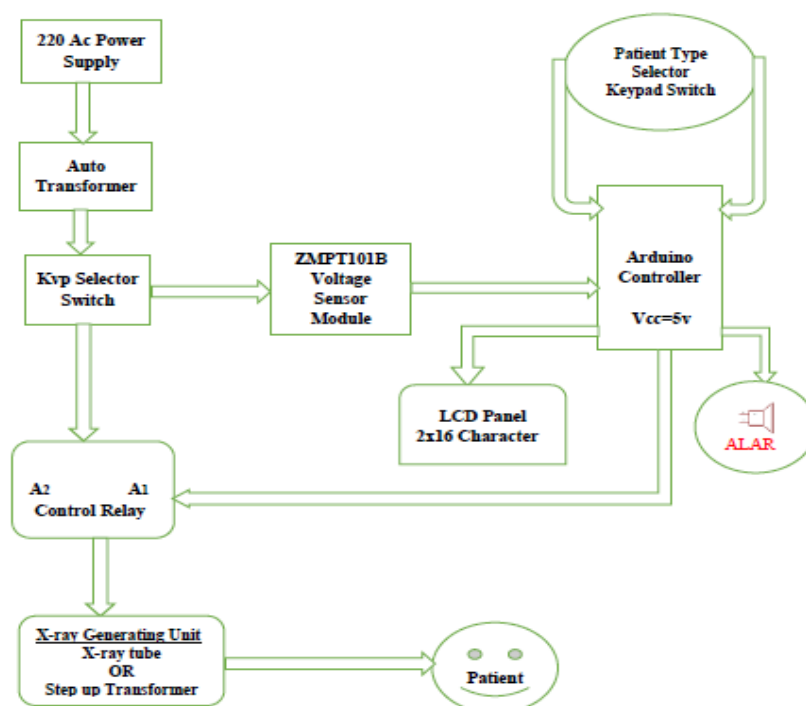 220 Ac Power
Supply
Patient Type
Selector
Keypad Switch
Auto
Transformer
Kvp Selector
Switch
ZMPT101B
Voltage
Sensor
Module
Arduino
Controller
Vcc=5v
LCD Panel
2x16 Character
ALAR
A2 A1
Control Relay
X-ray Generating Unit
X-ray tube
OR
Step up Transformer
Patient